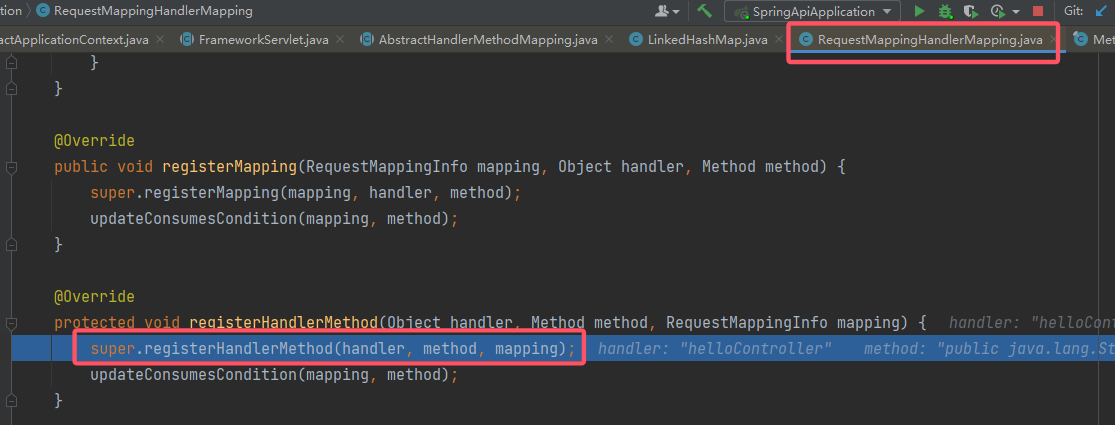 ction 〉 RequestMappingHandlerMapping SpringApiApplication Git:
actApplicationContext.java FrameworkServlet.java AbstractHandlerMethodMapping.java LinkedHashMap.java RequestMappingHandlerMapping.java Met
}
}
@Override
public void registerMapping(RequestMappingInfo mapping, Object handler, Method method) {
super.registerMapping(mapping, handler, method);
updateConsumesCondition(mapping, method);
}
@Override
protected void registerHandlerMethod(Object handler, Method method, RequestMappingInfo mapping) { handler: "helloCont
super.registerHandlerMethod(handler, method, mapping); handler: "helloController" method: "public java.lang.St
updateConsumesCondition(mapping, method);
}